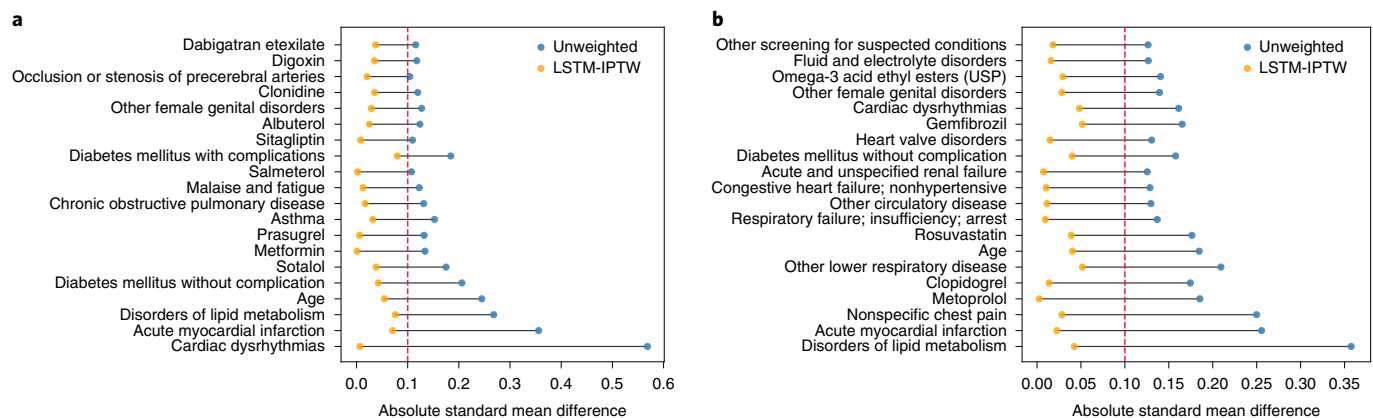 a
Dabigatran etexilate
Digoxin
Occlusion or stenosis of precerebral arteries
Clonidine
Other female genital disorders
Albuterol
Sitagliptin
Diabetes mellitus with complications
Salmeterol
Malaise and fatigue
Chronic obstructive pulmonary disease
Asthma
Prasugrel
Metformin
Sotalol
Diabetes mellitus without complication
Age
Disorders of lipid metabolism
Acute myocardial infarction
Cardiac dysrhythmias
Unweighted
LSTM-IPTW
0.0 0.1 0.2 0.3 0.4 0.5 0.6
Absolute standard mean difference
b
Other screening for suspected conditions
Fluid and electrolyte disorders
Omega-3 acid ethyl esters (USP)
Other female genital disorders
Cardiac dysrhythmias
Gemfibrozil
Heart valve disorders
Diabetes mellitus without complication
Acute and unspecified renal failure
Congestive heart failure; nonhypertensive
Other circulatory disease
Respiratory failure; insufficiency; arrest
Rosuvastatin
Age
Other lower respiratory disease
Clopidogrel
Metoprolol
Nonspecific chest pain
Acute myocardial infarction
Disorders of lipid metabolism
Unweighted
LSTM-IPTW
0.00 0.05 0.10 0.15 0.20 0.25 0.30 0.35
Absolute standard mean difference